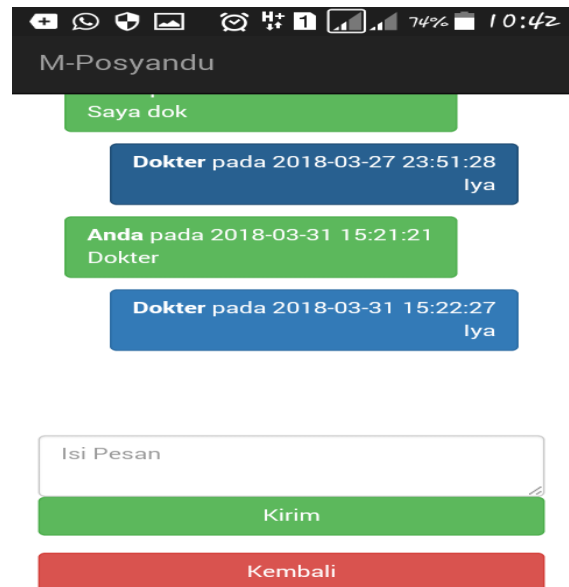 H+ 1 74% 10:42
M-Posyandu
Saya dok
Dokter pada 2018-03-27 23:51:28
Iya
Anda pada 2018-03-31 15:21:21
Dokter
Dokter pada 2018-03-31 15:22:27
Iya
Isi Pesan
Kirim
Kembali